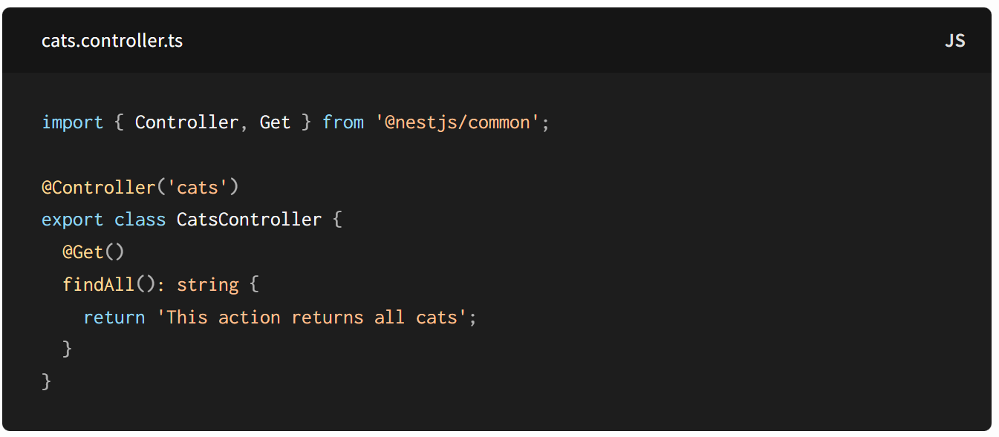 cats.controller.ts
JS
import { Controller, Get } from '@nestjs/common';
@Controller('cats')
export class CatsController {
  @Get()
  findAll(): string {
    return 'This action returns all cats';
  }
}